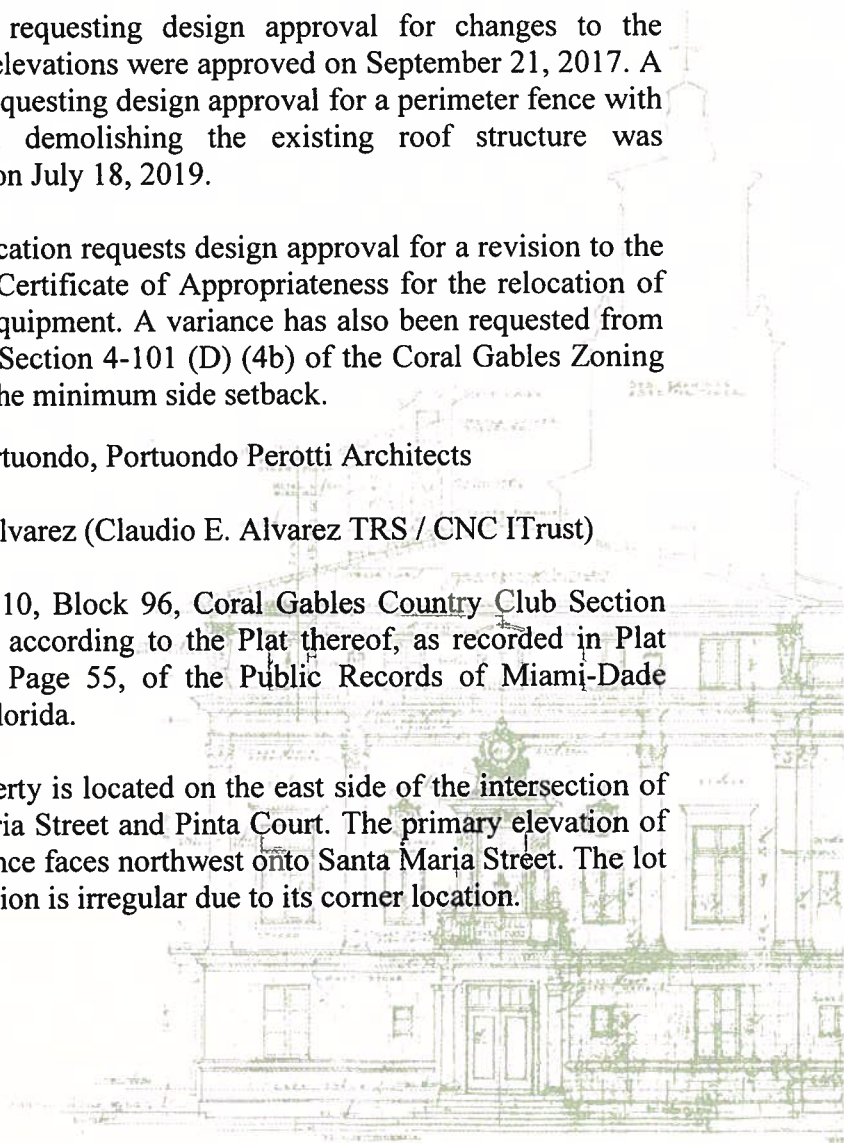 requesting design approval for changes to the
elevations were approved on September 21, 2017. A
questing design approval for a perimeter fence with
demolishing the existing roof structure was
on July 18, 2019.
cation requests design approval for a revision to the
Certificate of Appropriateness for the relocation of
quipment. A variance has also been requested from
Section 4-101 (D) (4b) of the Coral Gables Zoning
he minimum side setback.
rtuondo, Portuondo Perotti Architects
lvarez (Claudio E. Alvarez TRS / CNC ITrust)
10, Block 96, Coral Gables Country Club Section
according to the Plat thereof, as recorded in Plat
Page 55, of the Public Records of Miami-Dade
lorida.
erty is located on the east side of the intersection of
ria Street and Pinta Court. The primary elevation of
nce faces northwest onto Santa Maria Street. The lot
ion is irregular due to its corner location.